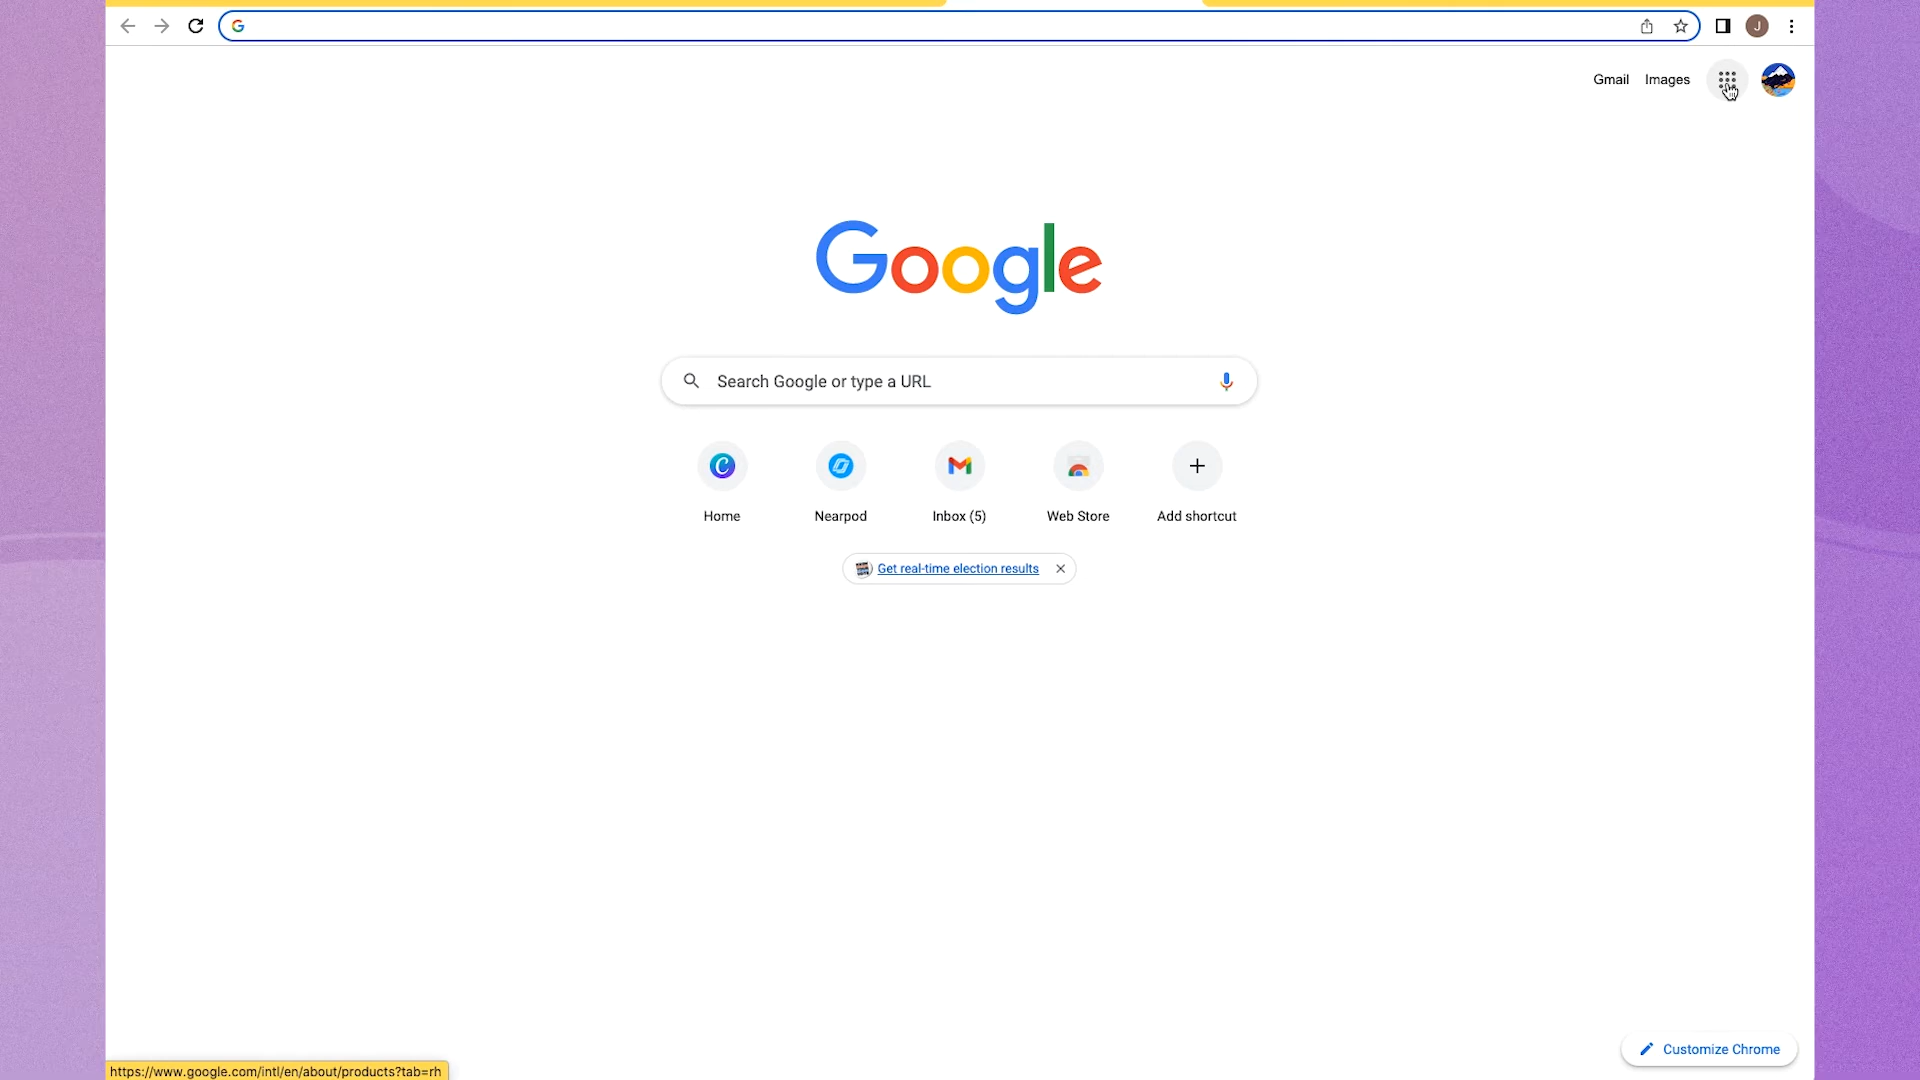 J
Gmail Images
Google
Search Google or type a URL
Home Nearpod Inbox (5) Web Store Add shortcut
Get real-time election results
Customize Chrome
https://www.google.com/intl/en/about/products?tab=rh